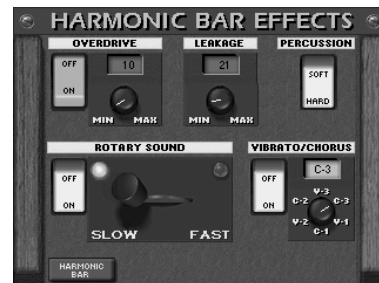 HARMONIC BAR EFFECTS
OVERDRIVE LEAKAGE PERCUSSION
OFF 10 21 SOFT
ON HARD
MIN MAX MIN MAX
ROTARY SOUND VIBRATO/CHORUS
OFF OFF C-3
V-3
C-2 C-3
ON ON V-2 V-1
C-1
SLOW FAST
HARMONIC
BAR